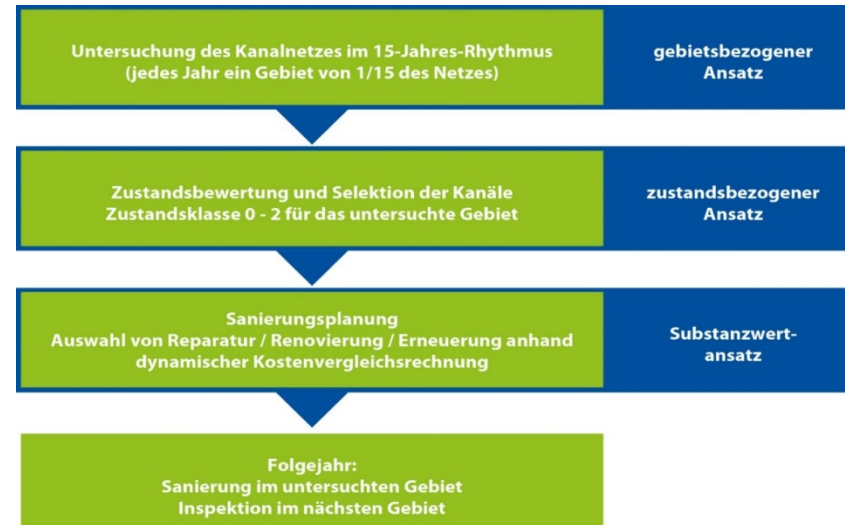 Untersuchung des Kanalnetzes im 15-Jahres-Rhythmus
(jedes Jahr ein Gebiet von 1/15 des Netzes)
gebietsbezogener
Ansatz
Zustandsbewertung und Selektion der Kanäle
Zustandsklasse 0 - 2 für das untersuchte Gebiet
zustandsbezogener
Ansatz
Sanierungsplanung
Auswahl von Reparatur / Renovierung / Erneuerung anhand
dynamischer Kostenvergleichsrechnung
Substanzwert-
ansatz
Folgejahr:
Sanierung im untersuchten Gebiet
Inspektion im nächsten Gebiet